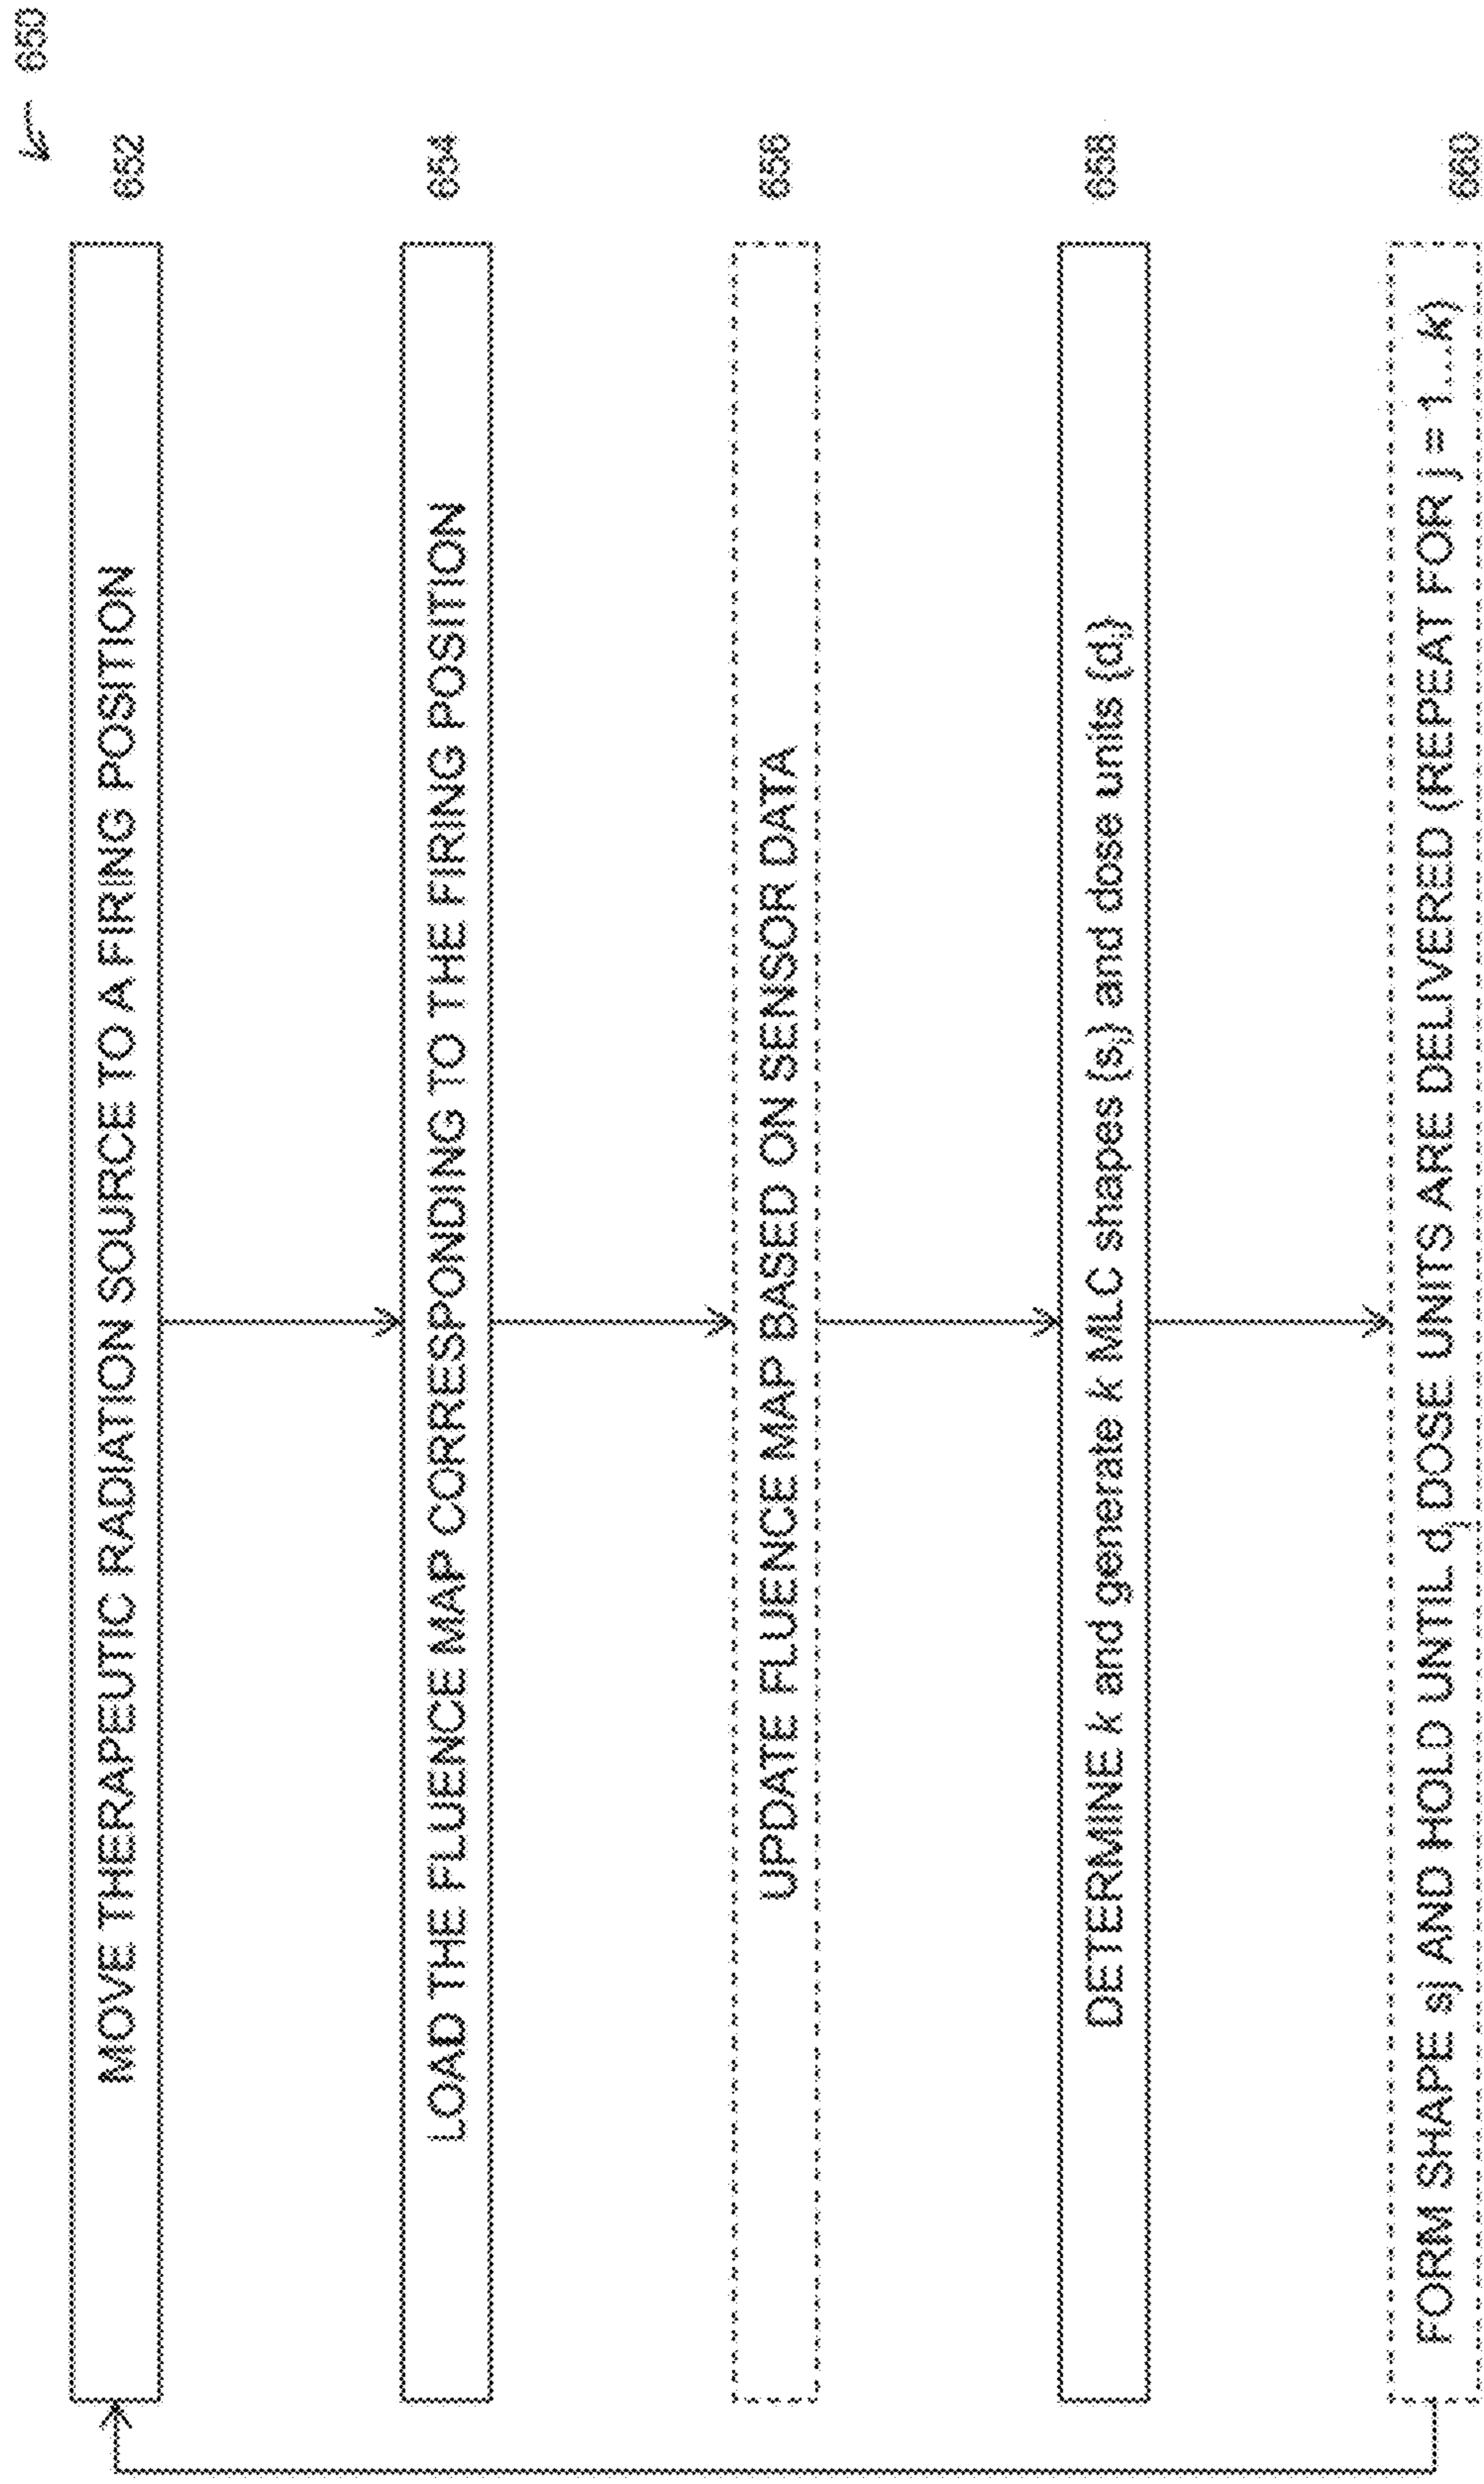 650
MOVE THERAPEUTIC RADIATION SOURCE TO A FIRING POSITION
652
LOAD THE FLUENCE MAP CORRESPONDING TO THE FIRING POSITION
654
UPDATE FLUENCE MAP BASED ON SENSOR DATA
656
DETERMINE k and generate k MLC shapes {sj} and dose units {dj}
658
FORM SHAPE sj AND HOLD UNTIL dj DOSE UNITS ARE DELIVERED (REPEAT FOR j = 1...k)
660